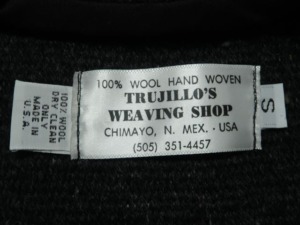 100% WOOL HAND WOVEN
TRUJILLO'S
WEAVING SHOP
CHIMAYO, N. MEX. · USA
(505) 351-4457
100% WOOL
DRY CLEAN
ONLY
MADE IN
U.S.A.
S